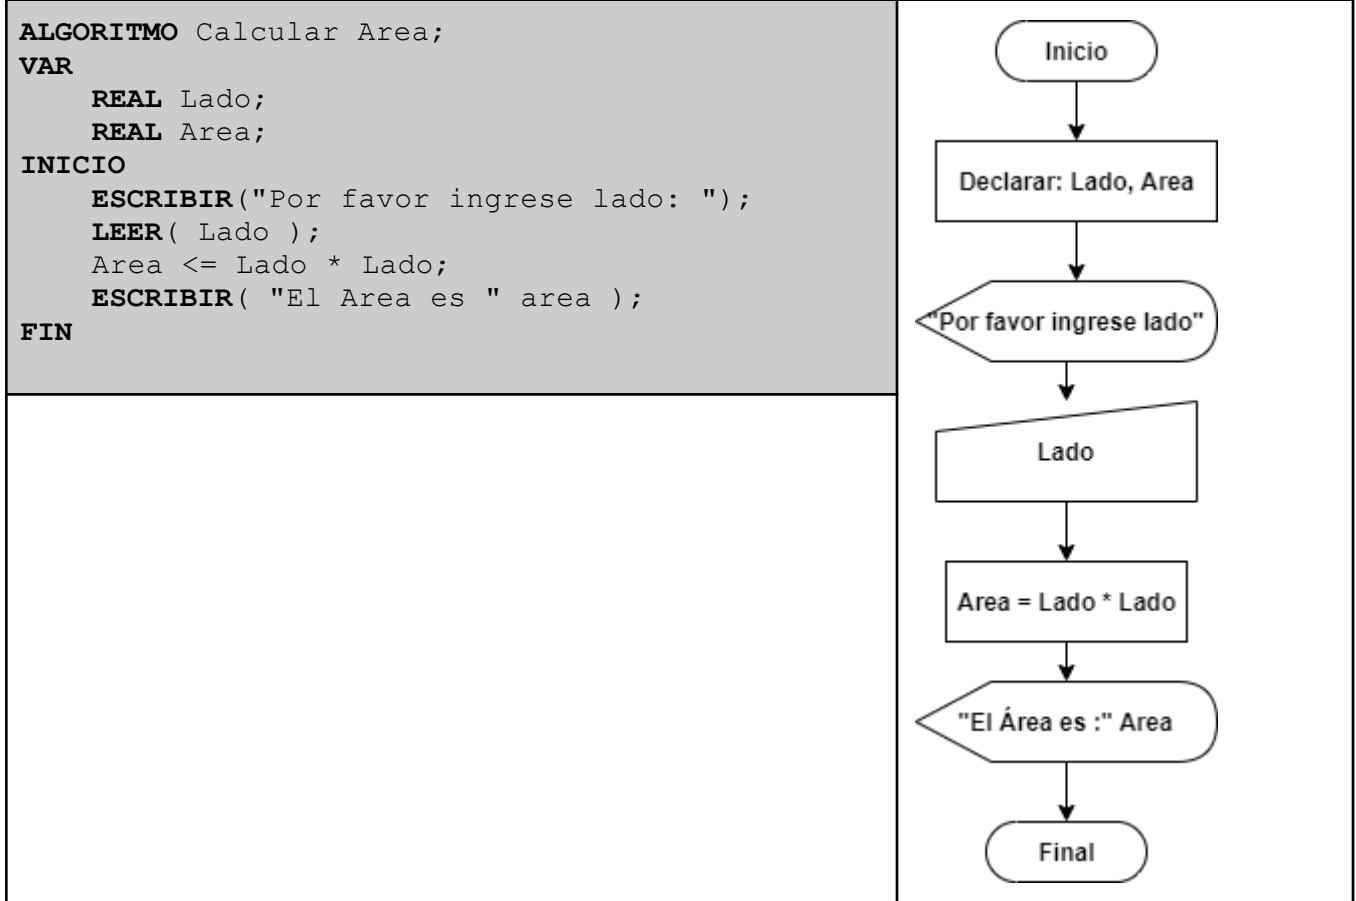 ALGORITMO Calcular Area;
VAR
    REAL Lado;
    REAL Area;
INICIO
    ESCRIBIR("Por favor ingrese lado: ");
    LEER( Lado );
    Area <= Lado * Lado;
    ESCRIBIR( "El Area es " area );
FIN
Inicio
Declarar: Lado, Area
"Por favor ingrese lado"
Lado
Area = Lado * Lado
"El Área es :" Area
Final